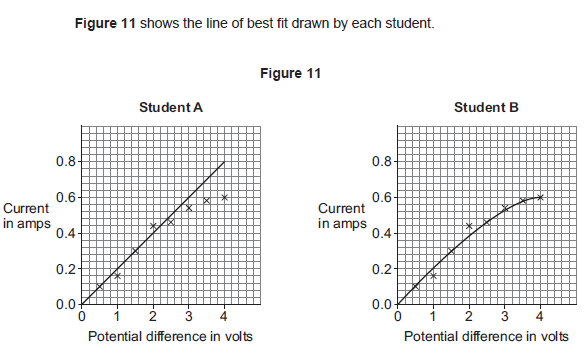 Figure 11 shows the line of best fit drawn by each student.
Figure 11
Student A
0.8
0.6
0.4
0.2
0.0
Current
in amps
0 1 2 3 4
Potential difference in volts
Student B
0.8
0.6
0.4
0.2
0.0
Current
in amps
0 1 2 3 4
Potential difference in volts